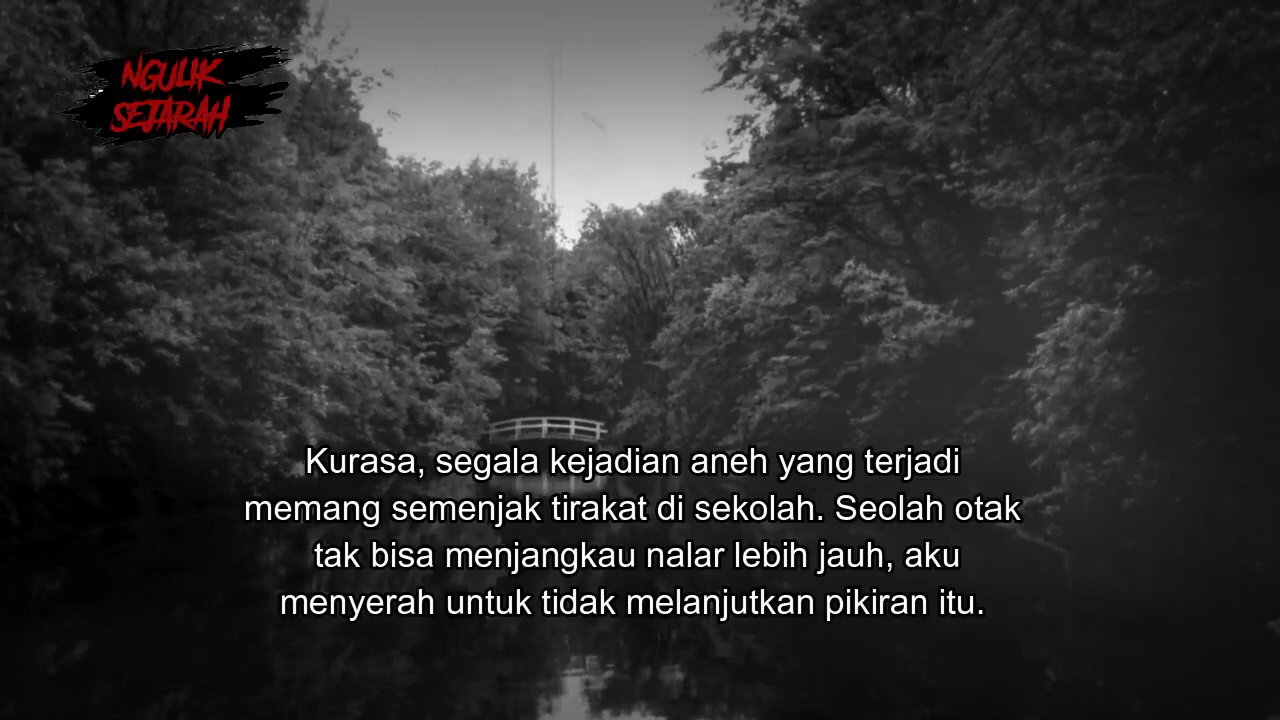 NGULIK
SEJARAH
Kurasa, segala kejadian aneh yang terjadi
memang semenjak tirakat di sekolah. Seolah otak
tak bisa menjangkau nalar lebih jauh, aku
menyerah untuk tidak melanjutkan pikiran itu.